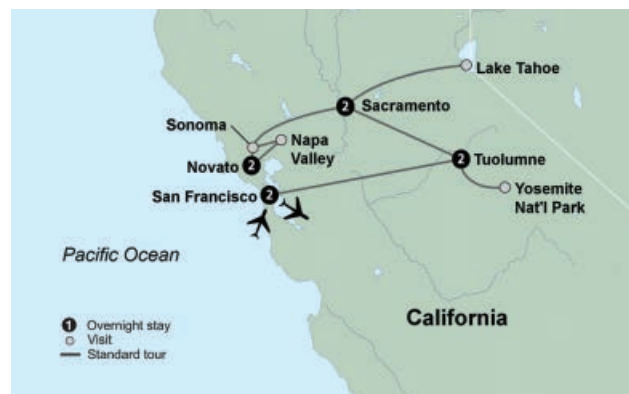 Lake Tahoe
2
Sacramento
Sonoma
Napa
Valley
Novato
2
2
Tuolumne
San Francisco
2
Yosemite
Nat'l Park
Pacific Ocean
California
1 Overnight stay
Visit
Standard tour